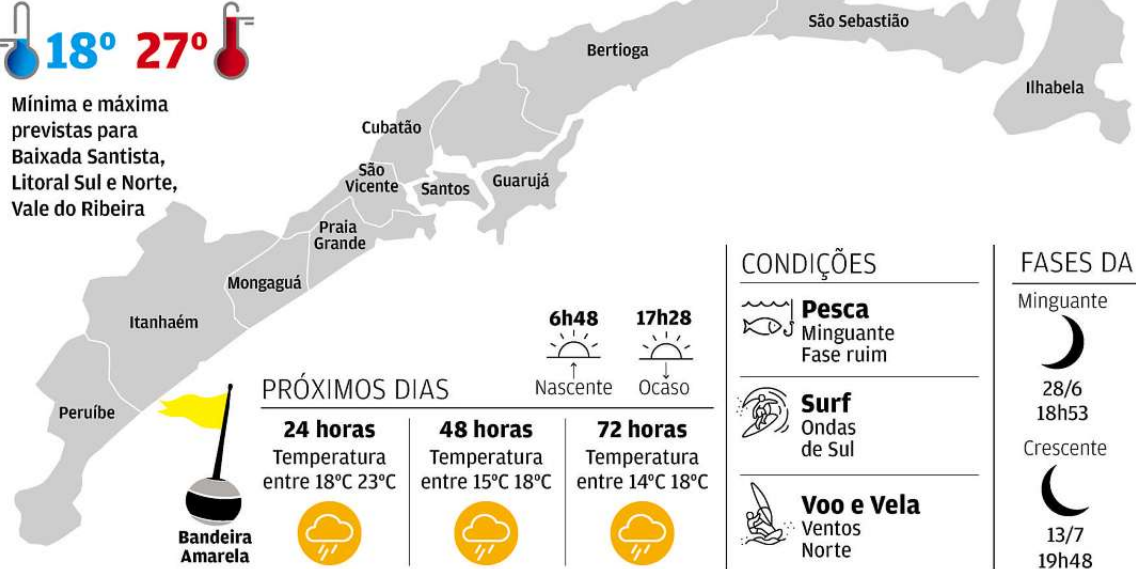 18º 27º
Mínima e máxima
previstas para
Baixada Santista,
Litoral Sul e Norte,
Vale do Ribeira
São Sebastião
Bertioga
Ilhabela
Cubatão
São
Vicente
Santos
Guarujá
Praia
Grande
Mongaguá
Itanhaém
Peruíbe
Bandeira
Amarela
6h48
Nascente
17h28
Ocaso
PRÓXIMOS DIAS
24 horas
Temperatura
entre 18ºC 23ºC
48 horas
Temperatura
entre 15ºC 18ºC
72 horas
Temperatura
entre 14ºC 18ºC
CONDIÇÕES
Pesca
Minguante
Fase ruim
Surf
Ondas
de Sul
Voo e Vela
Ventos
Norte
FASES DA
Minguante
28/6
18h53
Crescente
13/7
19h48